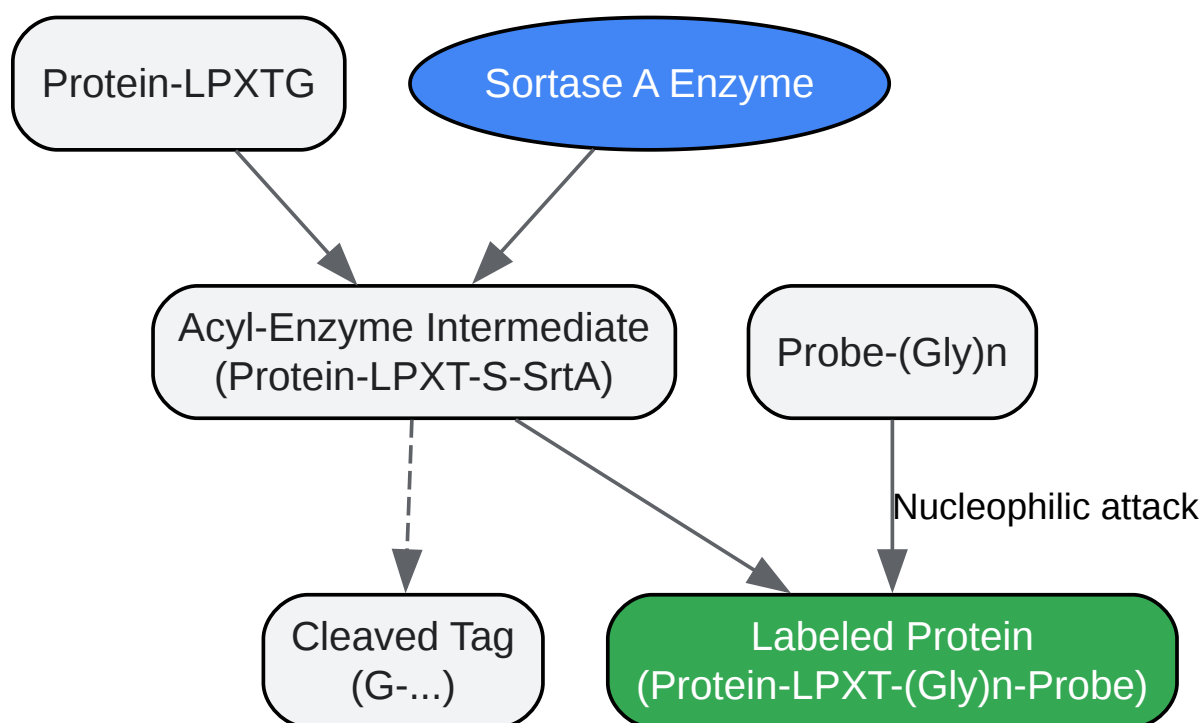 Protein-LPXTG
Sortase A Enzyme
Acyl-Enzyme Intermediate
(Protein-LPXT-S-SrtA)
Probe-(Gly)n
Nucleophilic attack
Cleaved Tag
(G-...)
Labeled Protein
(Protein-LPXT-(Gly)n-Probe)